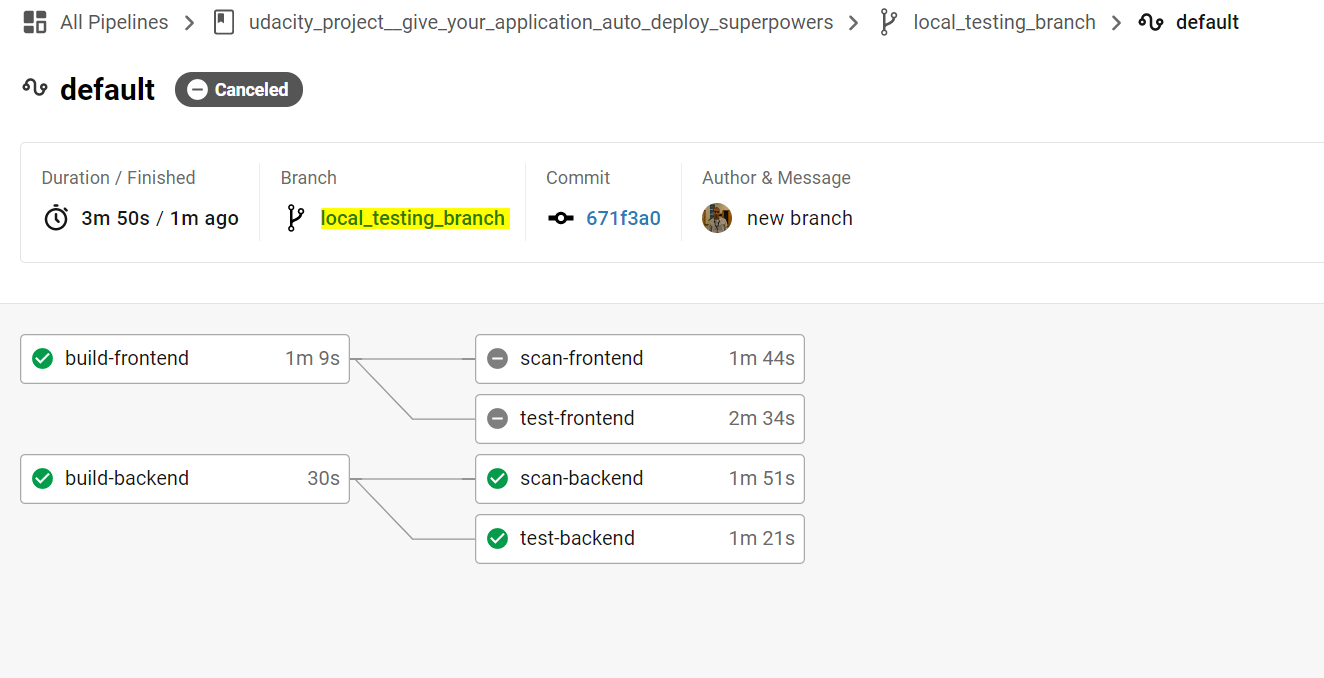 All Pipelines > udacity_project__give_your_application_auto_deploy_superpowers > local_testing_branch > default
default Canceled
Duration / Finished Branch Commit Author & Message
3m 50s / 1m ago local_testing_branch 671f3a0 new branch
build-frontend 1m 9s scan-frontend 1m 44s
test-frontend 2m 34s
build-backend 30s scan-backend 1m 51s
test-backend 1m 21s